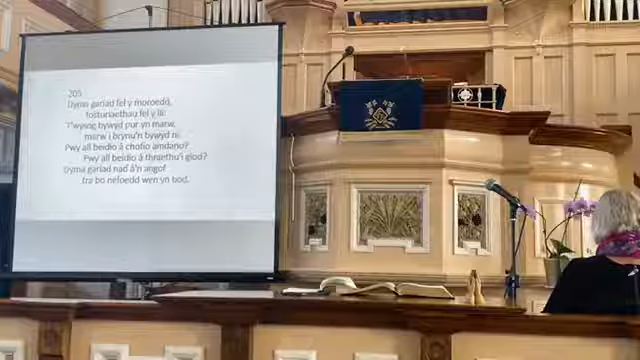 205
Dyma gariad fel y moroedd,
tosturiaethau fel y lli:
T'wysog bywyd pur yn marw,
marw i brynu'n bywyd ni.
Pwy all beidio â chofio amdano?
Pwy all beidio â thraethu'i glod?
Dyma gariad nad â'n angof
tra bo nefoedd wen yn bod.